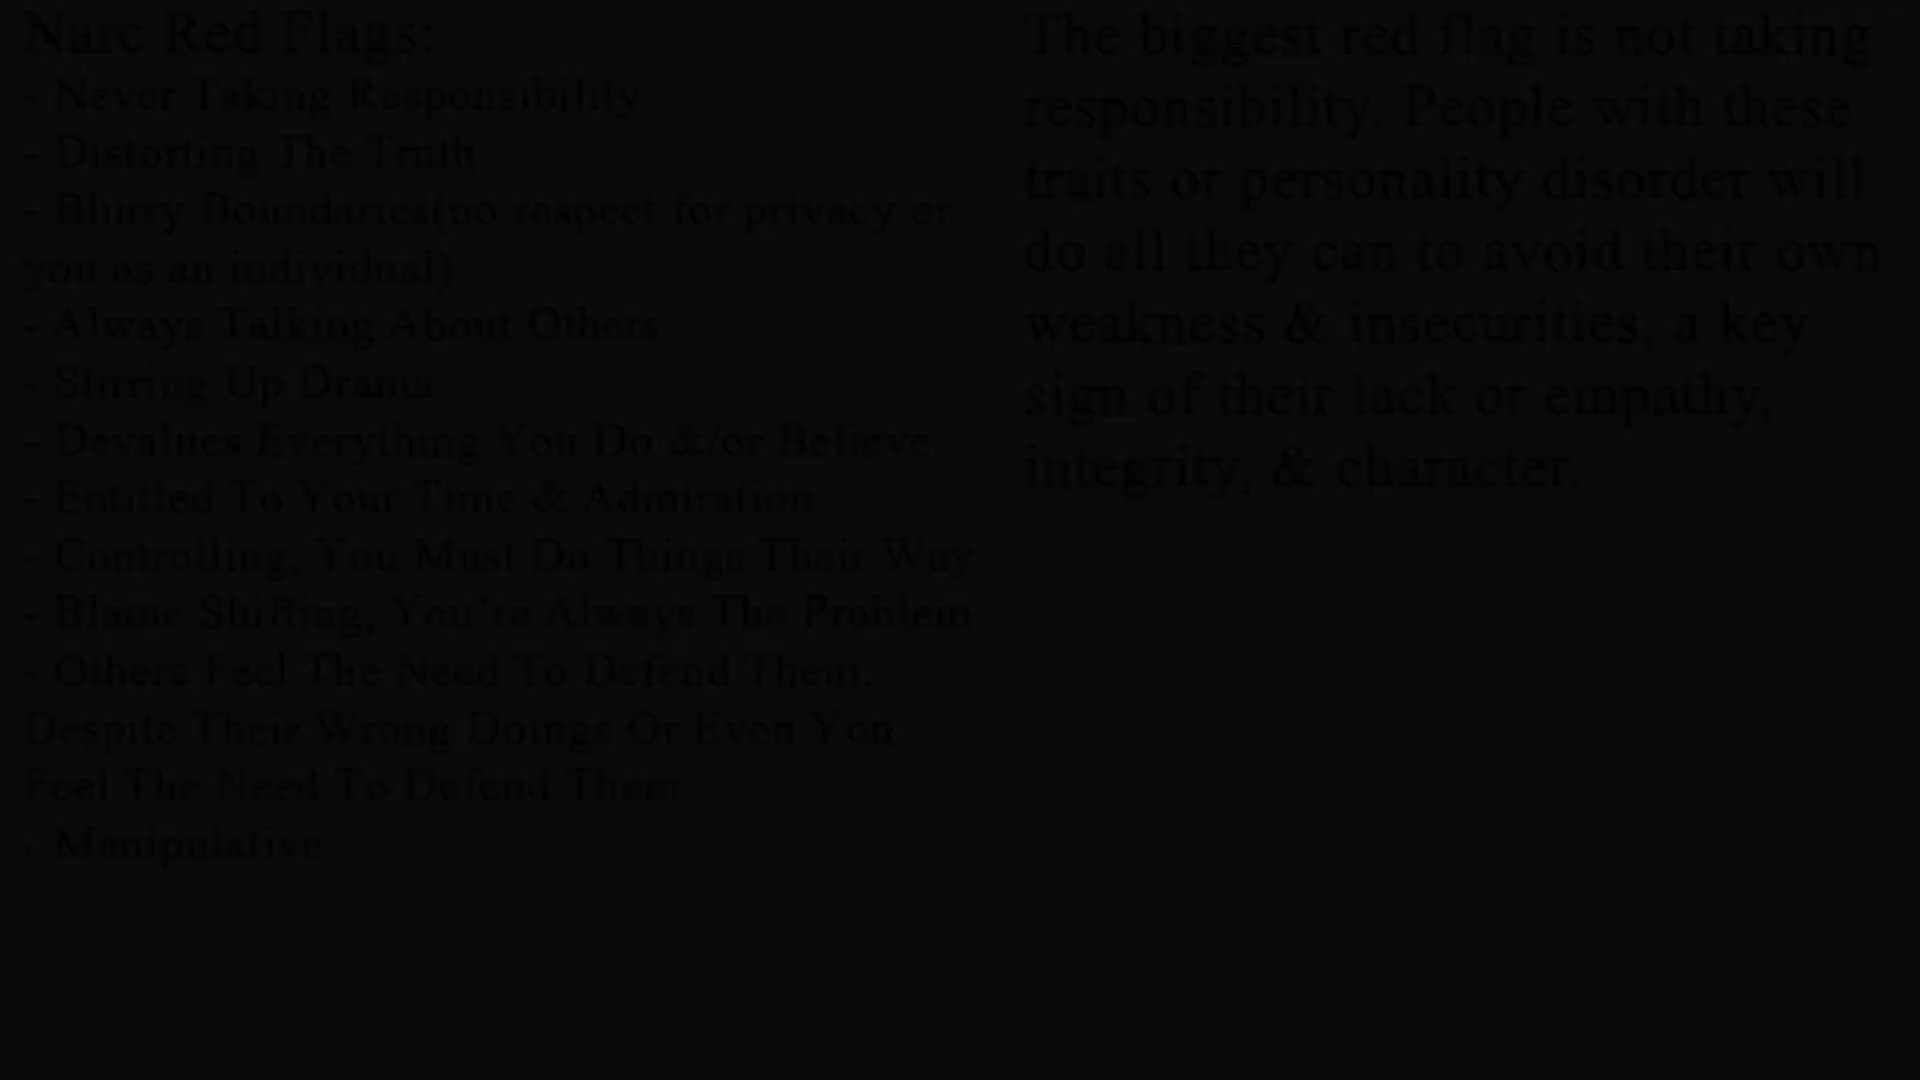 Narc Red Flags:
- Never Taking Responsibility
- Distorting The Truth
- Blurry Boundaries(no respect for privacy or
you as an individual)
- Always Talking About Others
- Stirring Up Drama
- Devalues Everything You Do &/or Believe
- Entitled To Your Time & Admiration
- Controlling, You Must Do Things Their Way
- Blame Shifting, You're Always The Problem
- Others Feel The Need To Defend Them,
Despite Their Wrong Doings Or Even You
Feel The Need To Defend Them
- Manipulative
The biggest red flag is not taking
responsibility. People with these
traits or personality disorder will
do all they can to avoid their own
weakness & insecurities, a key
sign of their lack or empathy,
integrity, & character.